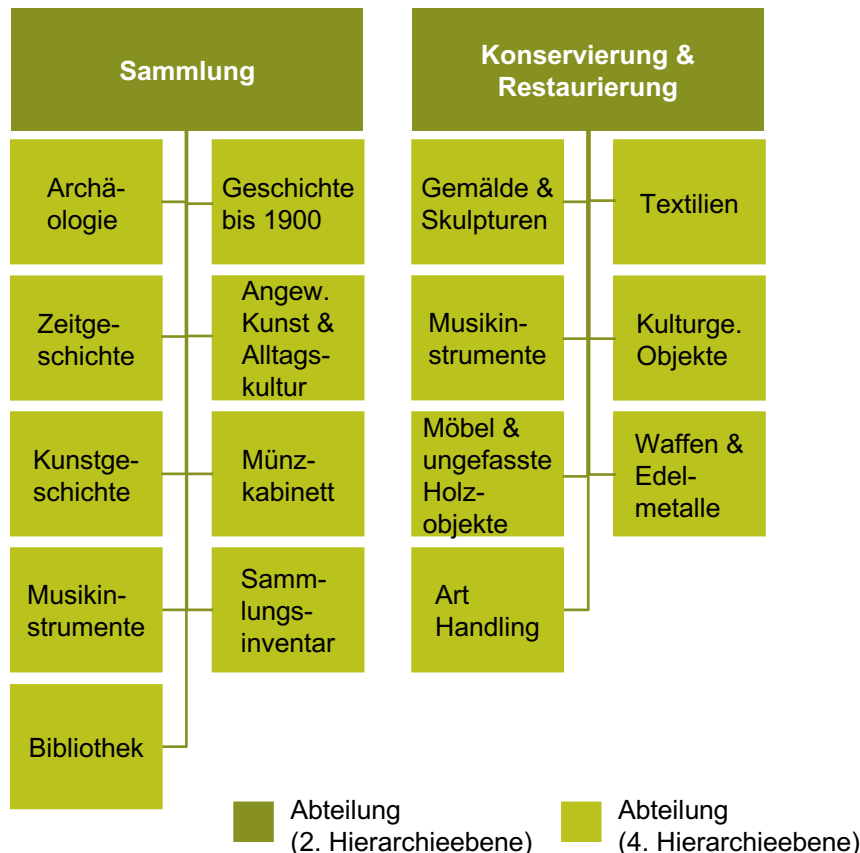 Sammlung
Konservierung &
Restaurierung
Archä-
ologie
Geschichte
bis 1900
Gemälde &
Skulpturen
Textilien
Zeitge-
schichte
Angew.
Kunst &
Alltags-
kultur
Musikin-
strumente
Kulturge.
Objekte
Kunstge-
schichte
Münz-
kabinett
Möbel &
ungefasste
Holz-
objekte
Waffen &
Edel-
metalle
Musikin-
strumente
Samm-
lungs-
inventar
Art
Handling
Bibliothek
Abteilung
(2. Hierarchieebene)
Abteilung
(4. Hierarchieebene)